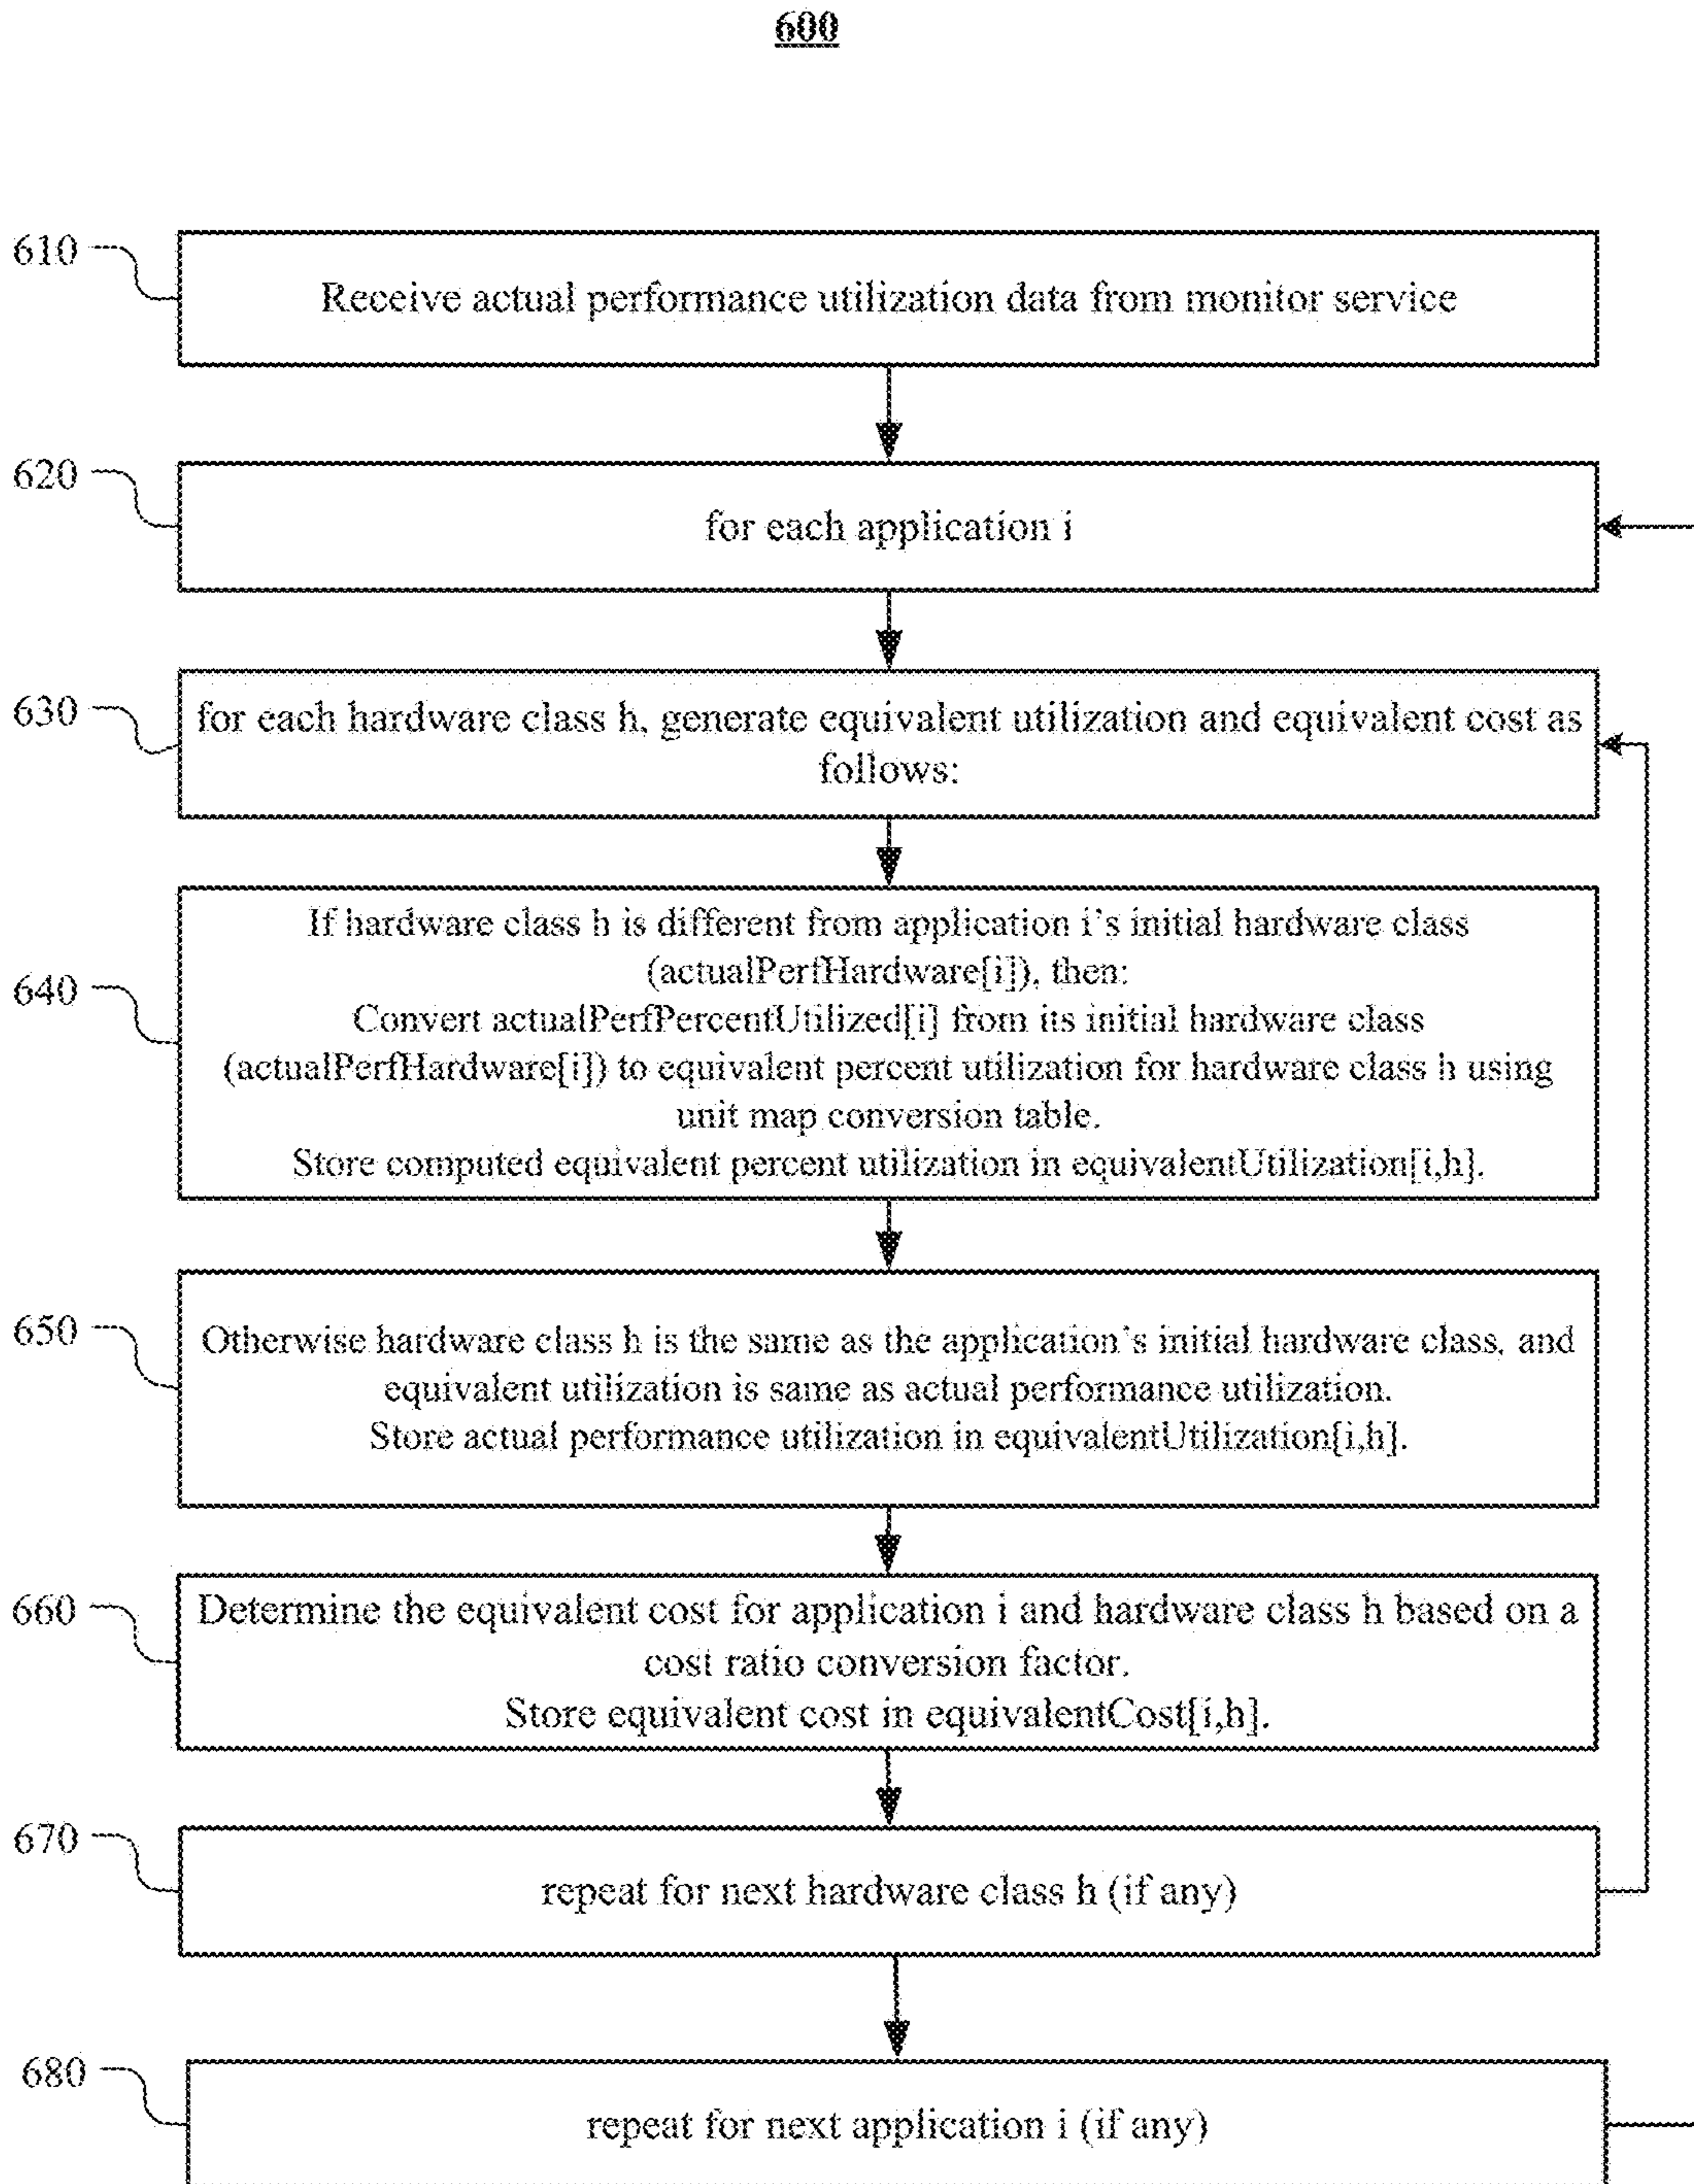 600
610
Receive actual performance utilization data from monitor service
620
for each application i
630
for each hardware class h, generate equivalent utilization and equivalent cost as
follows:
640
If hardware class h is different from application i's initial hardware class
(actualPerfHardware[i]), then:
Convert actualPerfPercentUtilized[i] from its initial hardware class
(actualPerfHardware[i]) to equivalent percent utilization for hardware class h using
unit map conversion table.
Store computed equivalent percent utilization in equivalentUtilization[i,h].
650
Otherwise hardware class h is the same as the application's initial hardware class, and
equivalent utilization is same as actual performance utilization.
Store actual performance utilization in equivalentUtilization[i,h].
660
Determine the equivalent cost for application i and hardware class h based on a
cost ratio conversion factor.
Store equivalent cost in equivalentCost[i,h].
670
repeat for next hardware class h (if any)
680
repeat for next application i (if any)